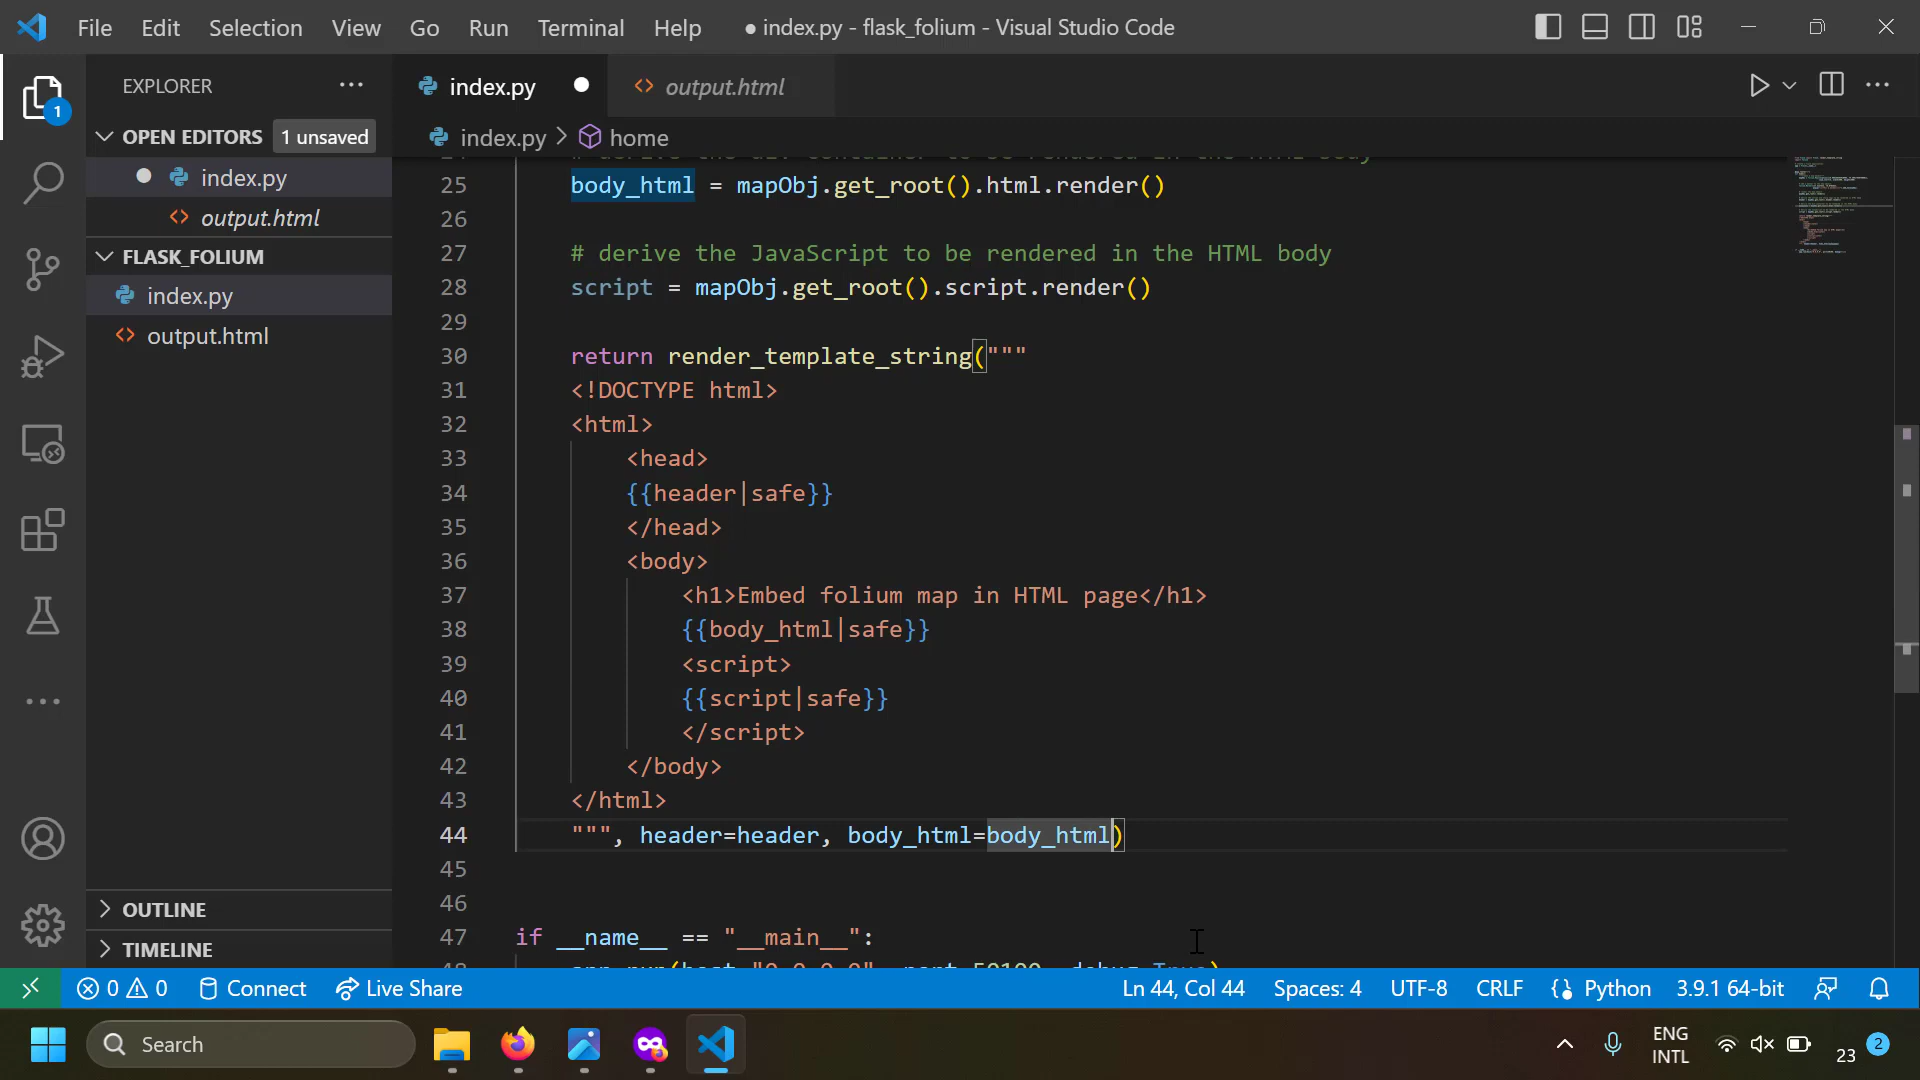 File Edit Selection View Go Run Terminal Help ● index.py - flask_folium - Visual Studio Code
EXPLORER
OPEN EDITORS 1 unsaved
index.py
output.html
FLASK_FOLIUM
index.py
output.html
OUTLINE
TIMELINE
1
index.py output.html
index.py > home
25 body_html = mapObj.get_root().html.render()
26
27 # derive the JavaScript to be rendered in the HTML body
28 script = mapObj.get_root().script.render()
29
30 return render_template_string("""
31 <!DOCTYPE html>
32 <html>
33 <head>
34 {{header|safe}}
35 </head>
36 <body>
37 <h1>Embed folium map in HTML page</h1>
38 {{body_html|safe}}
39 <script>
40 {{script|safe}}
41 </script>
42 </body>
43 </html>
44 """, header=header, body_html=body_html)
45
46
47 if __name__ == "__main__":
0 0 Connect Live Share Ln 44, Col 44 Spaces: 4 UTF-8 CRLF Python 3.9.1 64-bit
Search ENG
INTL
23 2